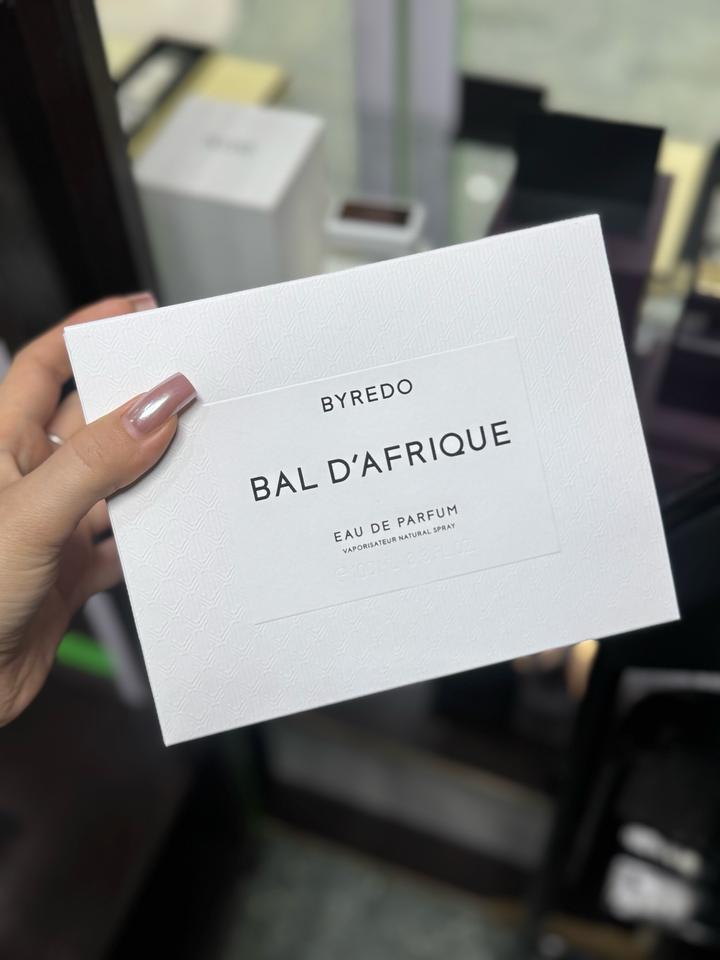 BYREDO
BAL D'AFRIQUE
EAU DE PARFUM
VAPORISATEUR NATURAL SPRAY